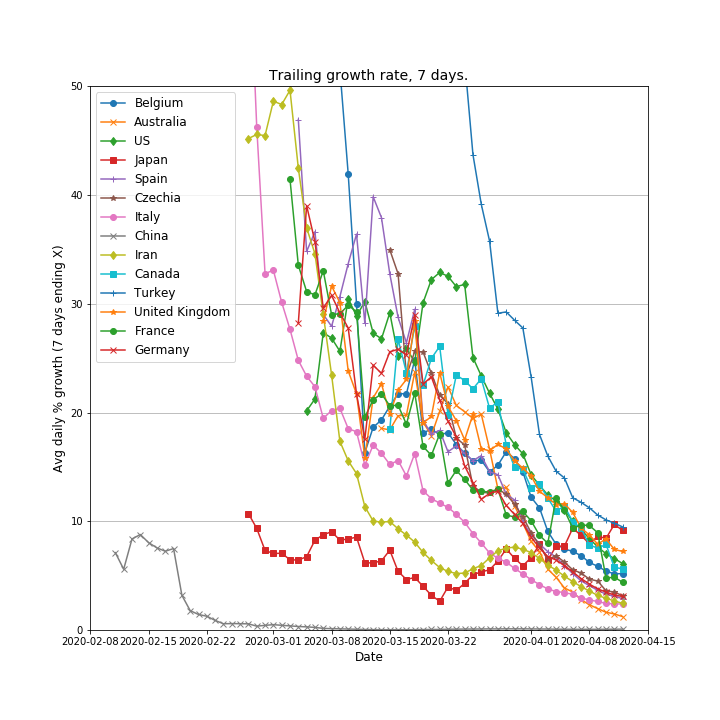 Trailing growth rate, 7 days.
50
40
30
20
10
0
Avg daily % growth (7 days ending X)
Belgium
Australia
US
Japan
Spain
Czechia
Italy
China
Iran
Canada
Turkey
United Kingdom
France
Germany
2020-02-08 2020-02-15 2020-02-22 2020-03-01 2020-03-08 2020-03-15 2020-03-22 2020-04-01 2020-04-08 2020-04-15
Date